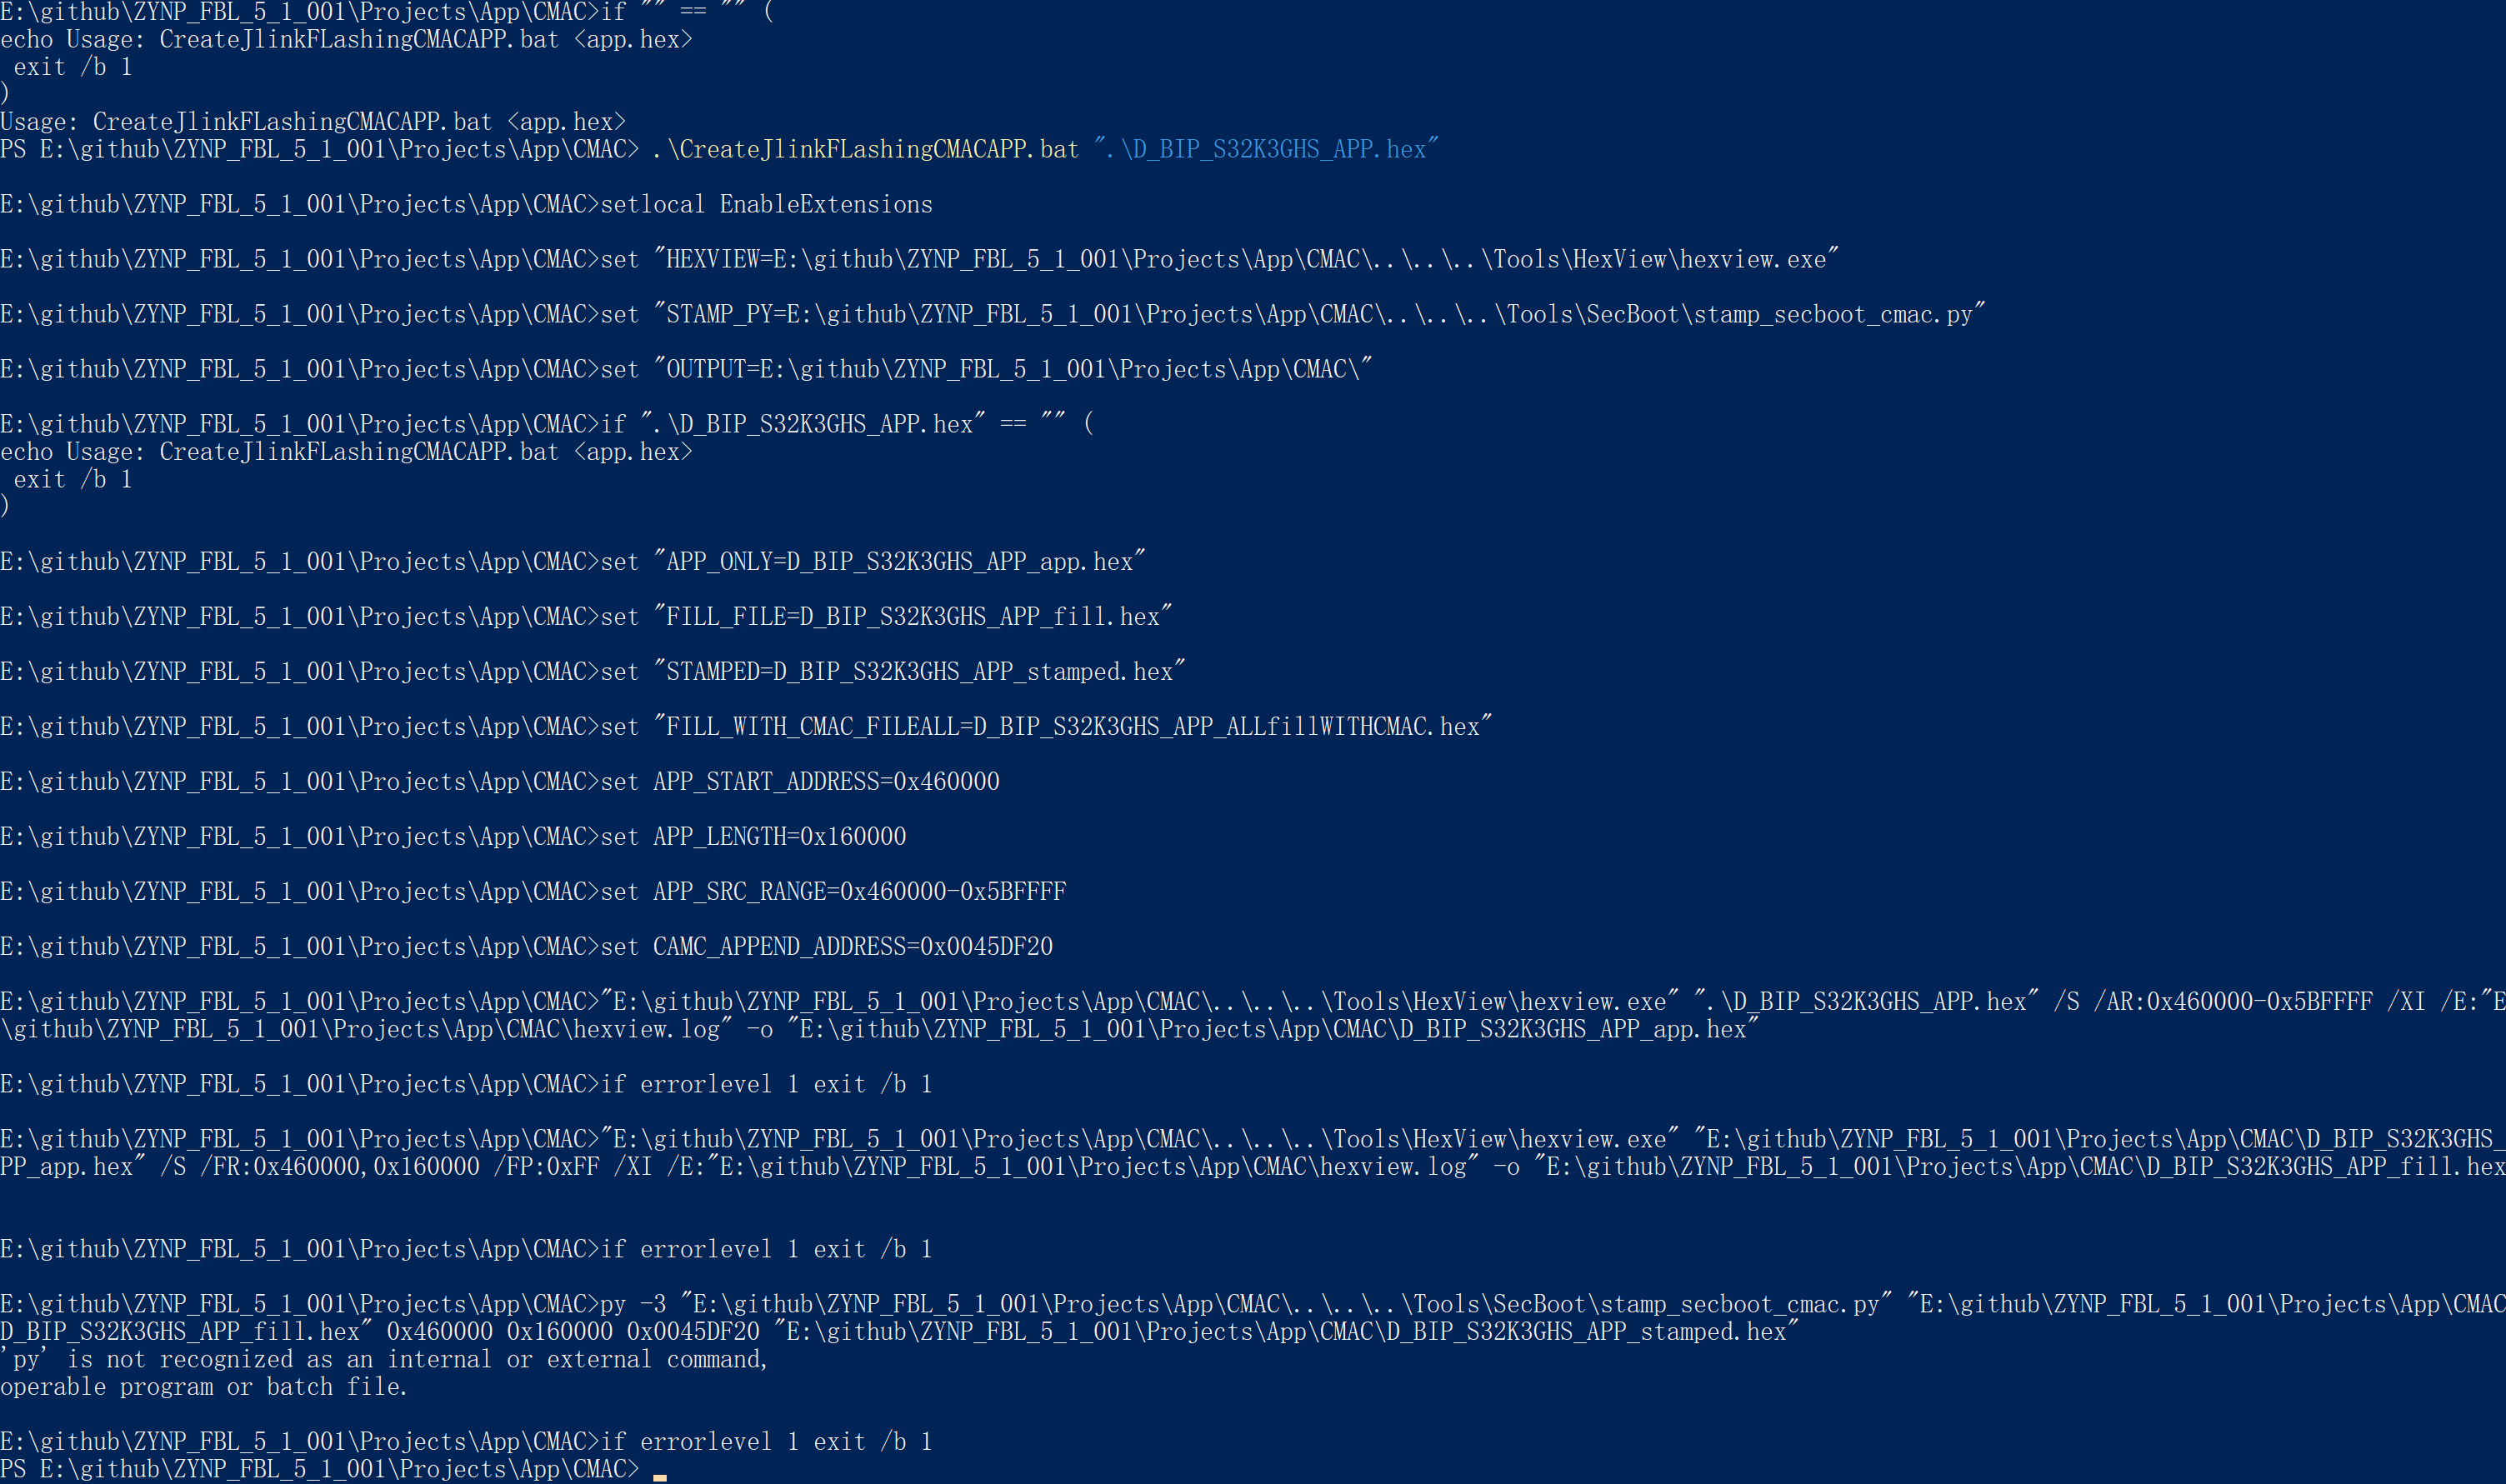 E:\github\ZYNP_FBL_5_1_001\Projects\App\CMAC>if "" == "" (
echo Usage: CreateJlinkFLashingCMACAPP.bat <app.hex>
 exit /b 1
)
Usage: CreateJlinkFLashingCMACAPP.bat <app.hex>
PS E:\github\ZYNP_FBL_5_1_001\Projects\App\CMAC> .\CreateJlinkFLashingCMACAPP.bat ".\D_BIP_S32K3GHS_APP.hex"
E:\github\ZYNP_FBL_5_1_001\Projects\App\CMAC>setlocal EnableExtensions
E:\github\ZYNP_FBL_5_1_001\Projects\App\CMAC>set "HEXVIEW=E:\github\ZYNP_FBL_5_1_001\Projects\App\CMAC\..\..\..\Tools\HexView\hexview.exe"
E:\github\ZYNP_FBL_5_1_001\Projects\App\CMAC>set "STAMP_PY=E:\github\ZYNP_FBL_5_1_001\Projects\App\CMAC\..\..\..\Tools\SecBoot\stamp_secboot_cmac.py"
E:\github\ZYNP_FBL_5_1_001\Projects\App\CMAC>set "OUTPUT=E:\github\ZYNP_FBL_5_1_001\Projects\App\CMAC\"
E:\github\ZYNP_FBL_5_1_001\Projects\App\CMAC>if ".\D_BIP_S32K3GHS_APP.hex" == "" (
echo Usage: CreateJlinkFLashingCMACAPP.bat <app.hex>
 exit /b 1
)
E:\github\ZYNP_FBL_5_1_001\Projects\App\CMAC>set "APP_ONLY=D_BIP_S32K3GHS_APP_app.hex"
E:\github\ZYNP_FBL_5_1_001\Projects\App\CMAC>set "FILL_FILE=D_BIP_S32K3GHS_APP_fill.hex"
E:\github\ZYNP_FBL_5_1_001\Projects\App\CMAC>set "STAMPED=D_BIP_S32K3GHS_APP_stamped.hex"
E:\github\ZYNP_FBL_5_1_001\Projects\App\CMAC>set "FILL_WITH_CMAC_FILEALL=D_BIP_S32K3GHS_APP_ALLfillWITHCMAC.hex"
E:\github\ZYNP_FBL_5_1_001\Projects\App\CMAC>set APP_START_ADDRESS=0x460000
E:\github\ZYNP_FBL_5_1_001\Projects\App\CMAC>set APP_LENGTH=0x160000
E:\github\ZYNP_FBL_5_1_001\Projects\App\CMAC>set APP_SRC_RANGE=0x460000-0x5BFFFF
E:\github\ZYNP_FBL_5_1_001\Projects\App\CMAC>set CAMC_APPEND_ADDRESS=0x0045DF20
E:\github\ZYNP_FBL_5_1_001\Projects\App\CMAC>"E:\github\ZYNP_FBL_5_1_001\Projects\App\CMAC\..\..\..\Tools\HexView\hexview.exe" ".\D_BIP_S32K3GHS_APP.hex" /S /AR:0x460000-0x5BFFFF /XI /E:"E
\github\ZYNP_FBL_5_1_001\Projects\App\CMAC\hexview.log" -o "E:\github\ZYNP_FBL_5_1_001\Projects\App\CMAC\D_BIP_S32K3GHS_APP_app.hex"
E:\github\ZYNP_FBL_5_1_001\Projects\App\CMAC>if errorlevel 1 exit /b 1
E:\github\ZYNP_FBL_5_1_001\Projects\App\CMAC>"E:\github\ZYNP_FBL_5_1_001\Projects\App\CMAC\..\..\..\Tools\HexView\hexview.exe" "E:\github\ZYNP_FBL_5_1_001\Projects\App\CMAC\D_BIP_S32K3GHS_
PP_app.hex" /S /FR:0x460000,0x160000 /FP:0xFF /XI /E:"E:\github\ZYNP_FBL_5_1_001\Projects\App\CMAC\hexview.log" -o "E:\github\ZYNP_FBL_5_1_001\Projects\App\CMAC\D_BIP_S32K3GHS_APP_fill.hex
E:\github\ZYNP_FBL_5_1_001\Projects\App\CMAC>if errorlevel 1 exit /b 1
E:\github\ZYNP_FBL_5_1_001\Projects\App\CMAC>py -3 "E:\github\ZYNP_FBL_5_1_001\Projects\App\CMAC\..\..\..\Tools\SecBoot\stamp_secboot_cmac.py" "E:\github\ZYNP_FBL_5_1_001\Projects\App\CMAC
D_BIP_S32K3GHS_APP_fill.hex" 0x460000 0x160000 0x0045DF20 "E:\github\ZYNP_FBL_5_1_001\Projects\App\CMAC\D_BIP_S32K3GHS_APP_stamped.hex"
'py' is not recognized as an internal or external command,
operable program or batch file.
E:\github\ZYNP_FBL_5_1_001\Projects\App\CMAC>if errorlevel 1 exit /b 1
PS E:\github\ZYNP_FBL_5_1_001\Projects\App\CMAC>